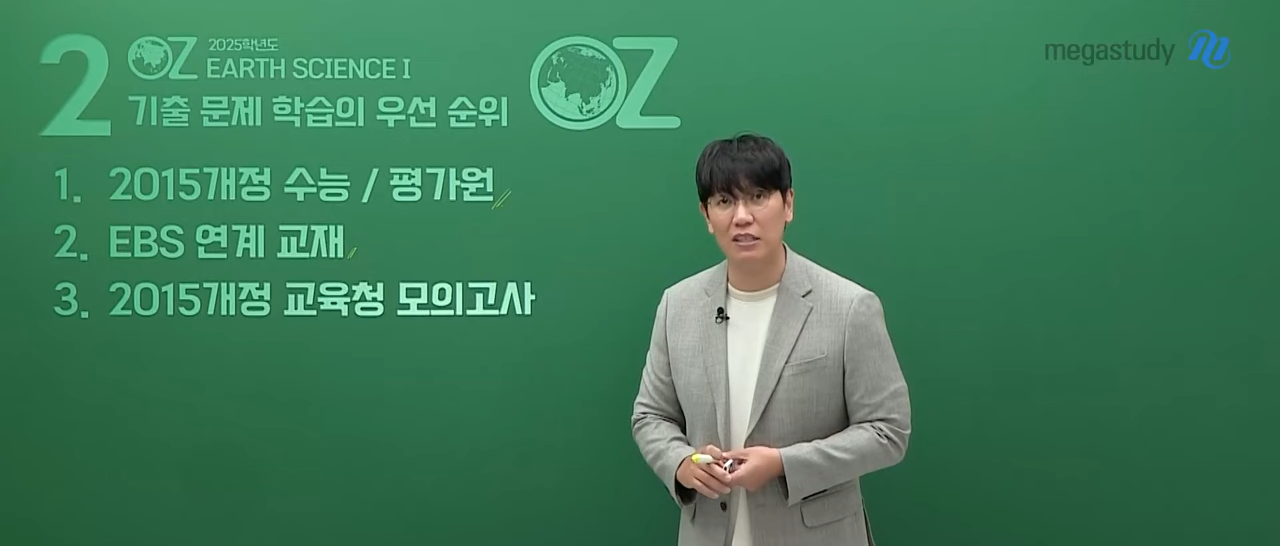 2
OZ 2025학년도
EARTH SCIENCE I
기출 문제 학습의 우선 순위
OZ
megastudy
1. 2015개정 수능 / 평가원
2. EBS 연계 교재
3. 2015개정 교육청 모의고사